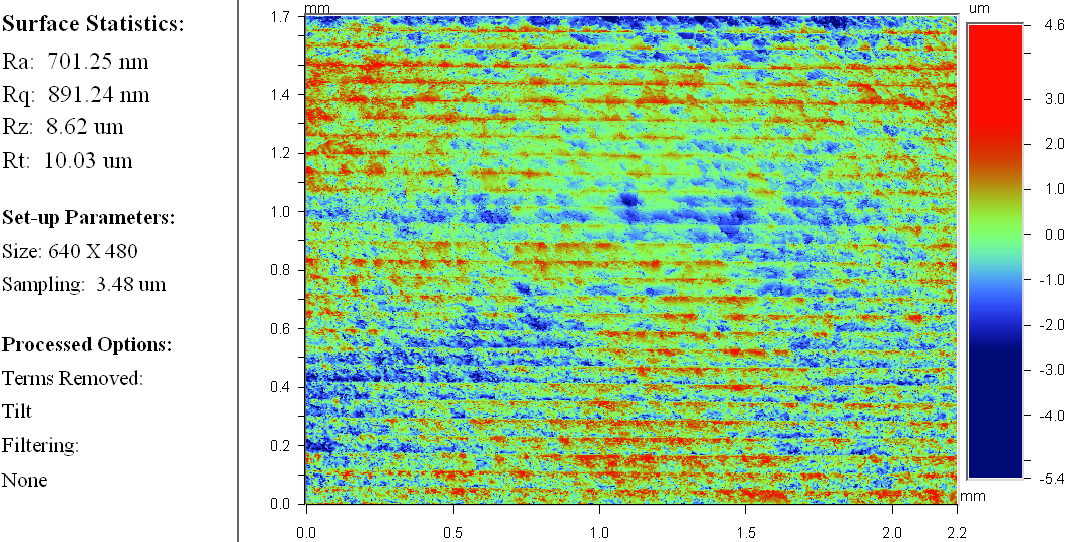 Surface Statistics:
Ra: 701.25 nm
Rq: 891.24 nm
Rz: 8.62 um
Rt: 10.03 um
Set-up Parameters:
Size: 640 X 480
Sampling: 3.48 um
Processed Options:
Terms Removed:
Tilt
Filtering:
None
mm
1.7
1.4
1.2
1.0
0.8
0.6
0.4
0.2
0.0
0.0 0.5 1.0 1.5 2.0 2.2
mm
um
4.6
3.0
2.0
1.0
0.0
-1.0
-2.0
-3.0
-4.0
-5.4